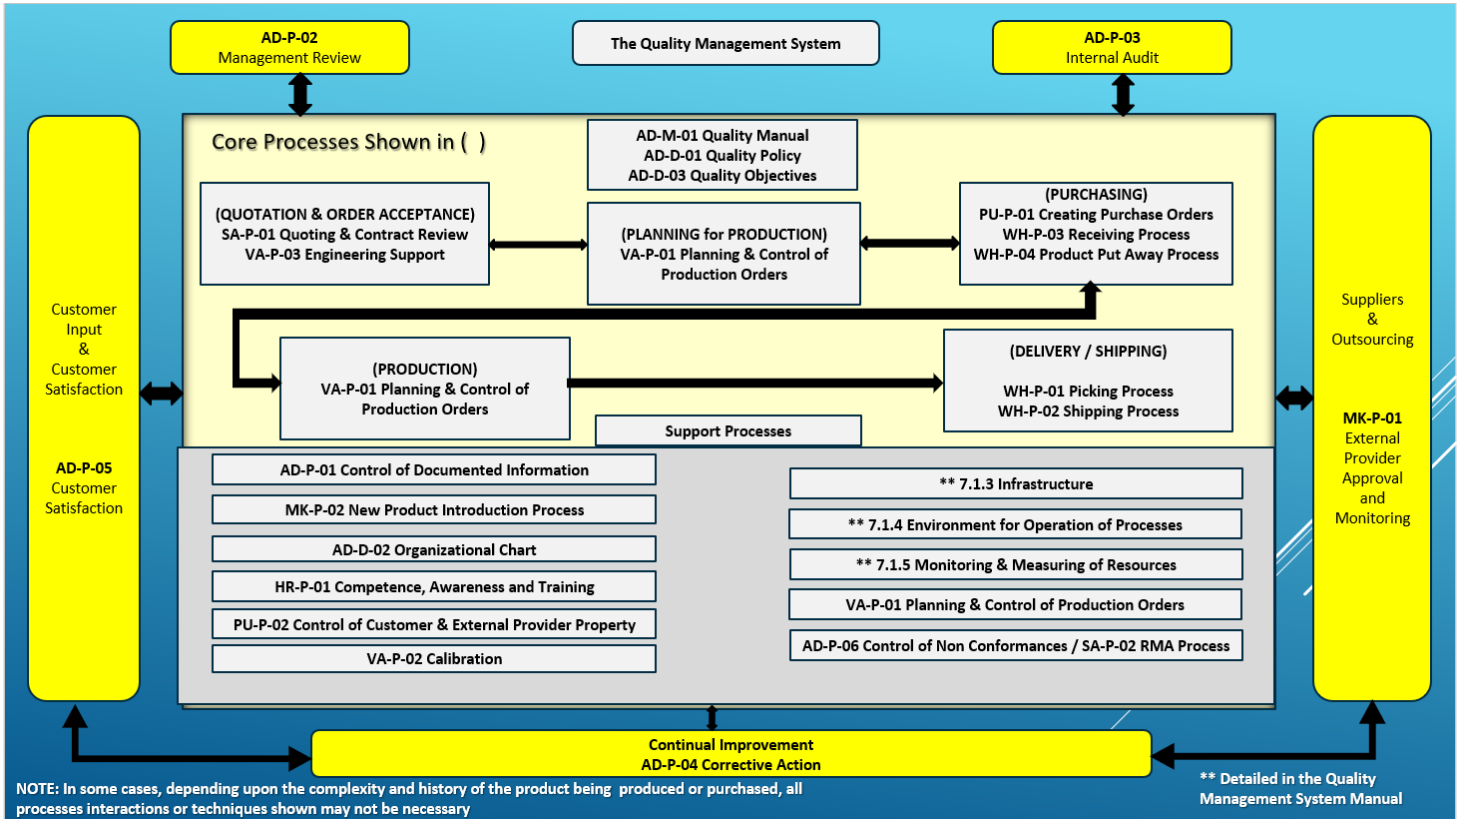 AD-P-02
Management Review
The Quality Management System
AD-P-03
Internal Audit
Core Processes Shown in (  )
AD-M-01 Quality Manual
AD-D-01 Quality Policy
AD-D-03 Quality Objectives
(QUOTATION & ORDER ACCEPTANCE)
SA-P-01 Quoting & Contract Review
VA-P-03 Engineering Support
(PLANNING for PRODUCTION)
VA-P-01 Planning & Control of
Production Orders
(PURCHASING)
PU-P-01 Creating Purchase Orders
WH-P-03 Receiving Process
WH-P-04 Product Put Away Process
(PRODUCTION)
VA-P-01 Planning & Control of
Production Orders
(DELIVERY / SHIPPING)
WH-P-01 Picking Process
WH-P-02 Shipping Process
Customer
Input
&
Customer
Satisfaction
AD-P-05
Customer
Satisfaction
Suppliers
&
Outsourcing
MK-P-01
External
Provider
Approval
and
Monitoring
Support Processes
AD-P-01 Control of Documented Information
MK-P-02 New Product Introduction Process
AD-D-02 Organizational Chart
HR-P-01 Competence, Awareness and Training
PU-P-02 Control of Customer & External Provider Property
VA-P-02 Calibration
** 7.1.3 Infrastructure
** 7.1.4 Environment for Operation of Processes
** 7.1.5 Monitoring & Measuring of Resources
VA-P-01 Planning & Control of Production Orders
AD-P-06 Control of Non Conformances / SA-P-02 RMA Process
Continual Improvement
AD-P-04 Corrective Action
NOTE: In some cases, depending upon the complexity and history of the product being  produced or purchased, all
processes interactions or techniques shown may not be necessary
** Detailed in the Quality
Management System Manual